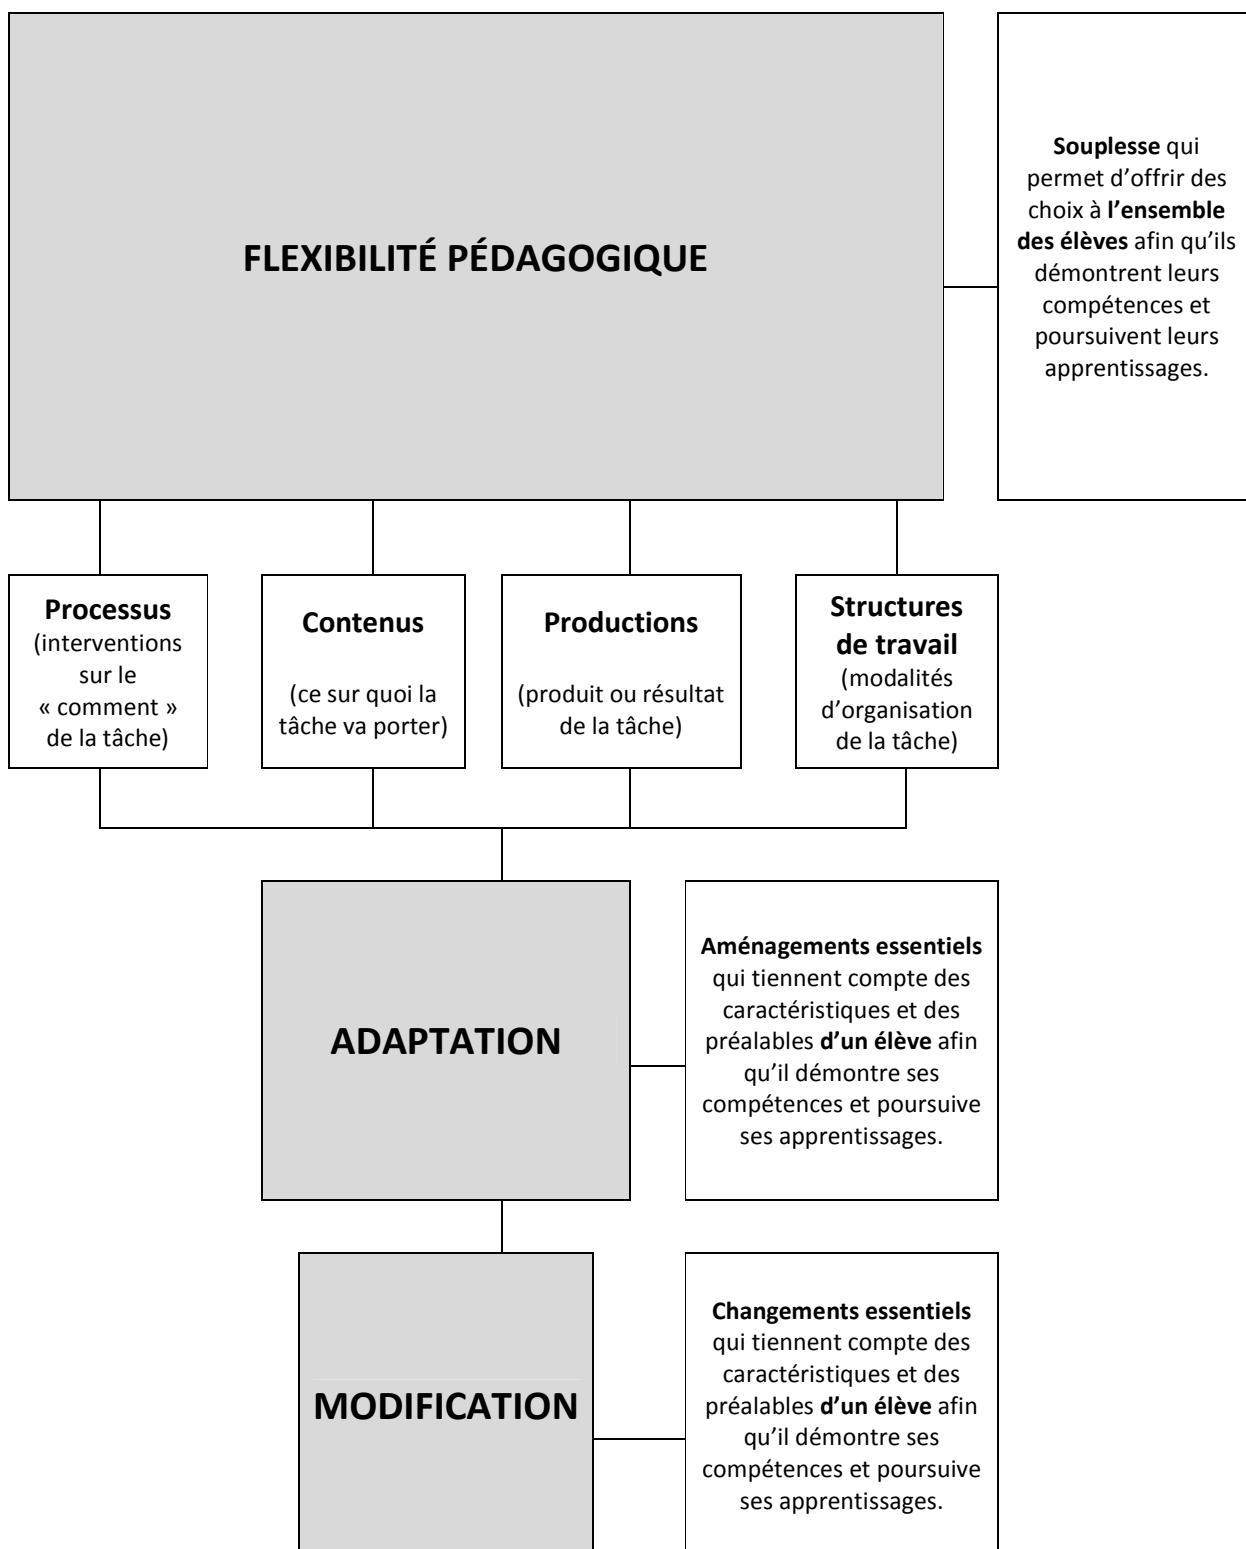 FLEXIBILITÉ PÉDAGOGIQUE
Souplesse qui
permet d’offrir des
choix à l’ensemble
des élèves afin qu’ils
démontrent leurs
compétences et
poursuivent leurs
apprentissages.
Processus
(interventions
sur le
« comment »
de la tâche)
Contenus
(ce sur quoi la
tâche va porter)
Productions
(produit ou résultat
de la tâche)
Structures
de travail
(modalités
d’organisation
de la tâche)
ADAPTATION
Aménagements essentiels
qui tiennent compte des
caractéristiques et des
préalables d’un élève afin
qu’il démontre ses
compétences et poursuive
ses apprentissages.
MODIFICATION
Changements essentiels
qui tiennent compte des
caractéristiques et des
préalables d’un élève afin
qu’il démontre ses
compétences et poursuive
ses apprentissages.